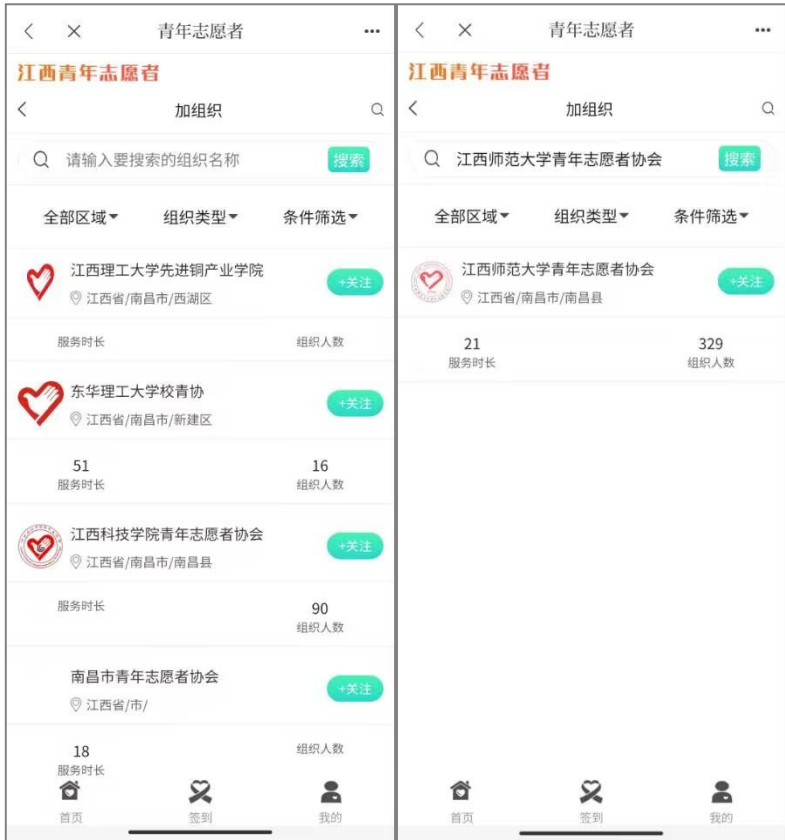 青年志愿者
江西青年志愿者
加组织
请输入要搜索的组织名称 搜索
全部区域 组织类型 条件筛选
江西理工大学先进铜产业学院
+关注
江西省/南昌市/西湖区
服务时长 组织人数
东华理工大学校青协
+关注
江西省/南昌市/新建区
51 16
服务时长 组织人数
江西科技学院青年志愿者协会
+关注
江西省/南昌市/南昌县
90
服务时长 组织人数
南昌市青年志愿者协会
+关注
江西省/市/
18
服务时长 组织人数
首页 签到 我的
青年志愿者
江西青年志愿者
加组织
江西师范大学青年志愿者协会 搜索
全部区域 组织类型 条件筛选
江西师范大学青年志愿者协会
+关注
江西省/南昌市/南昌县
21 329
服务时长 组织人数
首页 签到 我的